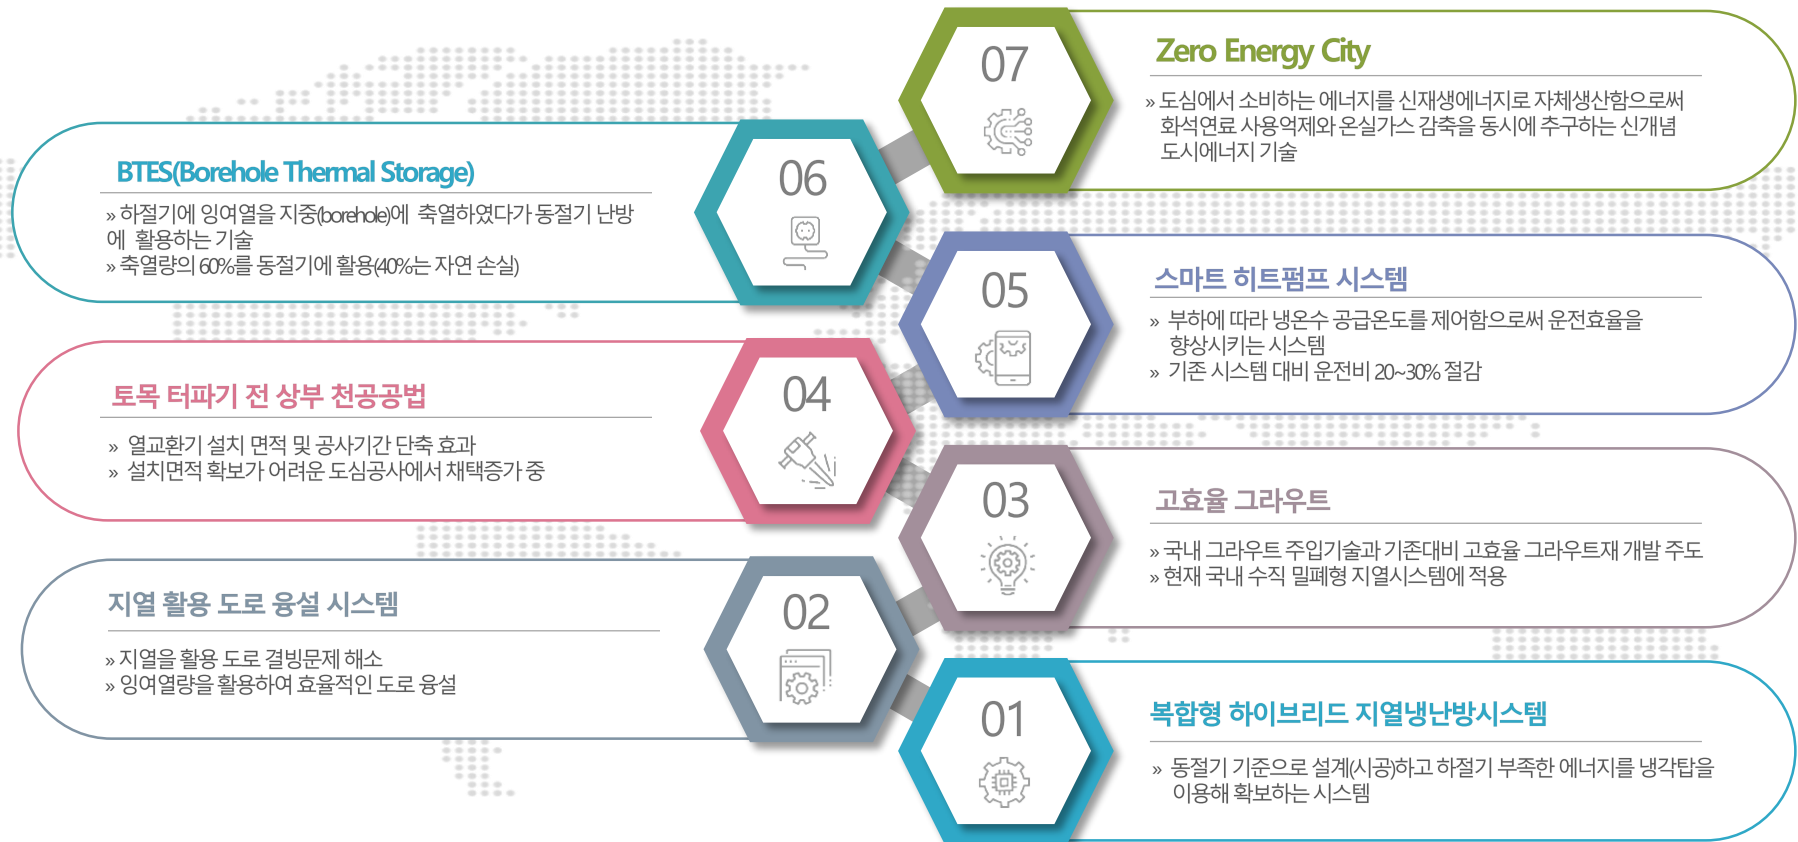 07
Zero Energy City
» 도심에서 소비하는 에너지를 신재생에너지로 자체생산함으로써
화석연료 사용억제와 온실가스 감축을 동시에 추구하는 신개념
도시에너지 기술
06
BTES(Borehole Thermal Storage)
» 하절기에 잉여열을 지중(borehole)에 축열하였다가 동절기 난방
에 활용하는 기술
» 축열량의 60%를 동절기에 활용(40%는 자연 손실)
05
스마트 히트펌프 시스템
» 부하에 따라 냉온수 공급온도를 제어함으로써 운전효율을
향상시키는 시스템
» 기존 시스템 대비 운전비 20~30% 절감
04
토목 터파기 전 상부 천공공법
» 열교환기 설치 면적 및 공사기간 단축 효과
» 설치면적 확보가 어려운 도심공사에서 채택증가 중
03
고효율 그라우트
» 국내 그라우트 주입기술과 기존대비 고효율 그라우트재 개발 주도
» 현재 국내 수직 밀폐형 지열시스템에 적용
02
지열 활용 도로 융설 시스템
» 지열을 활용 도로 결빙문제 해소
» 잉여열량을 활용하여 효율적인 도로 융설
01
복합형 하이브리드 지열냉난방시스템
» 동절기 기준으로 설계(시공)하고 하절기 부족한 에너지를 냉각탑을
이용해 확보하는 시스템